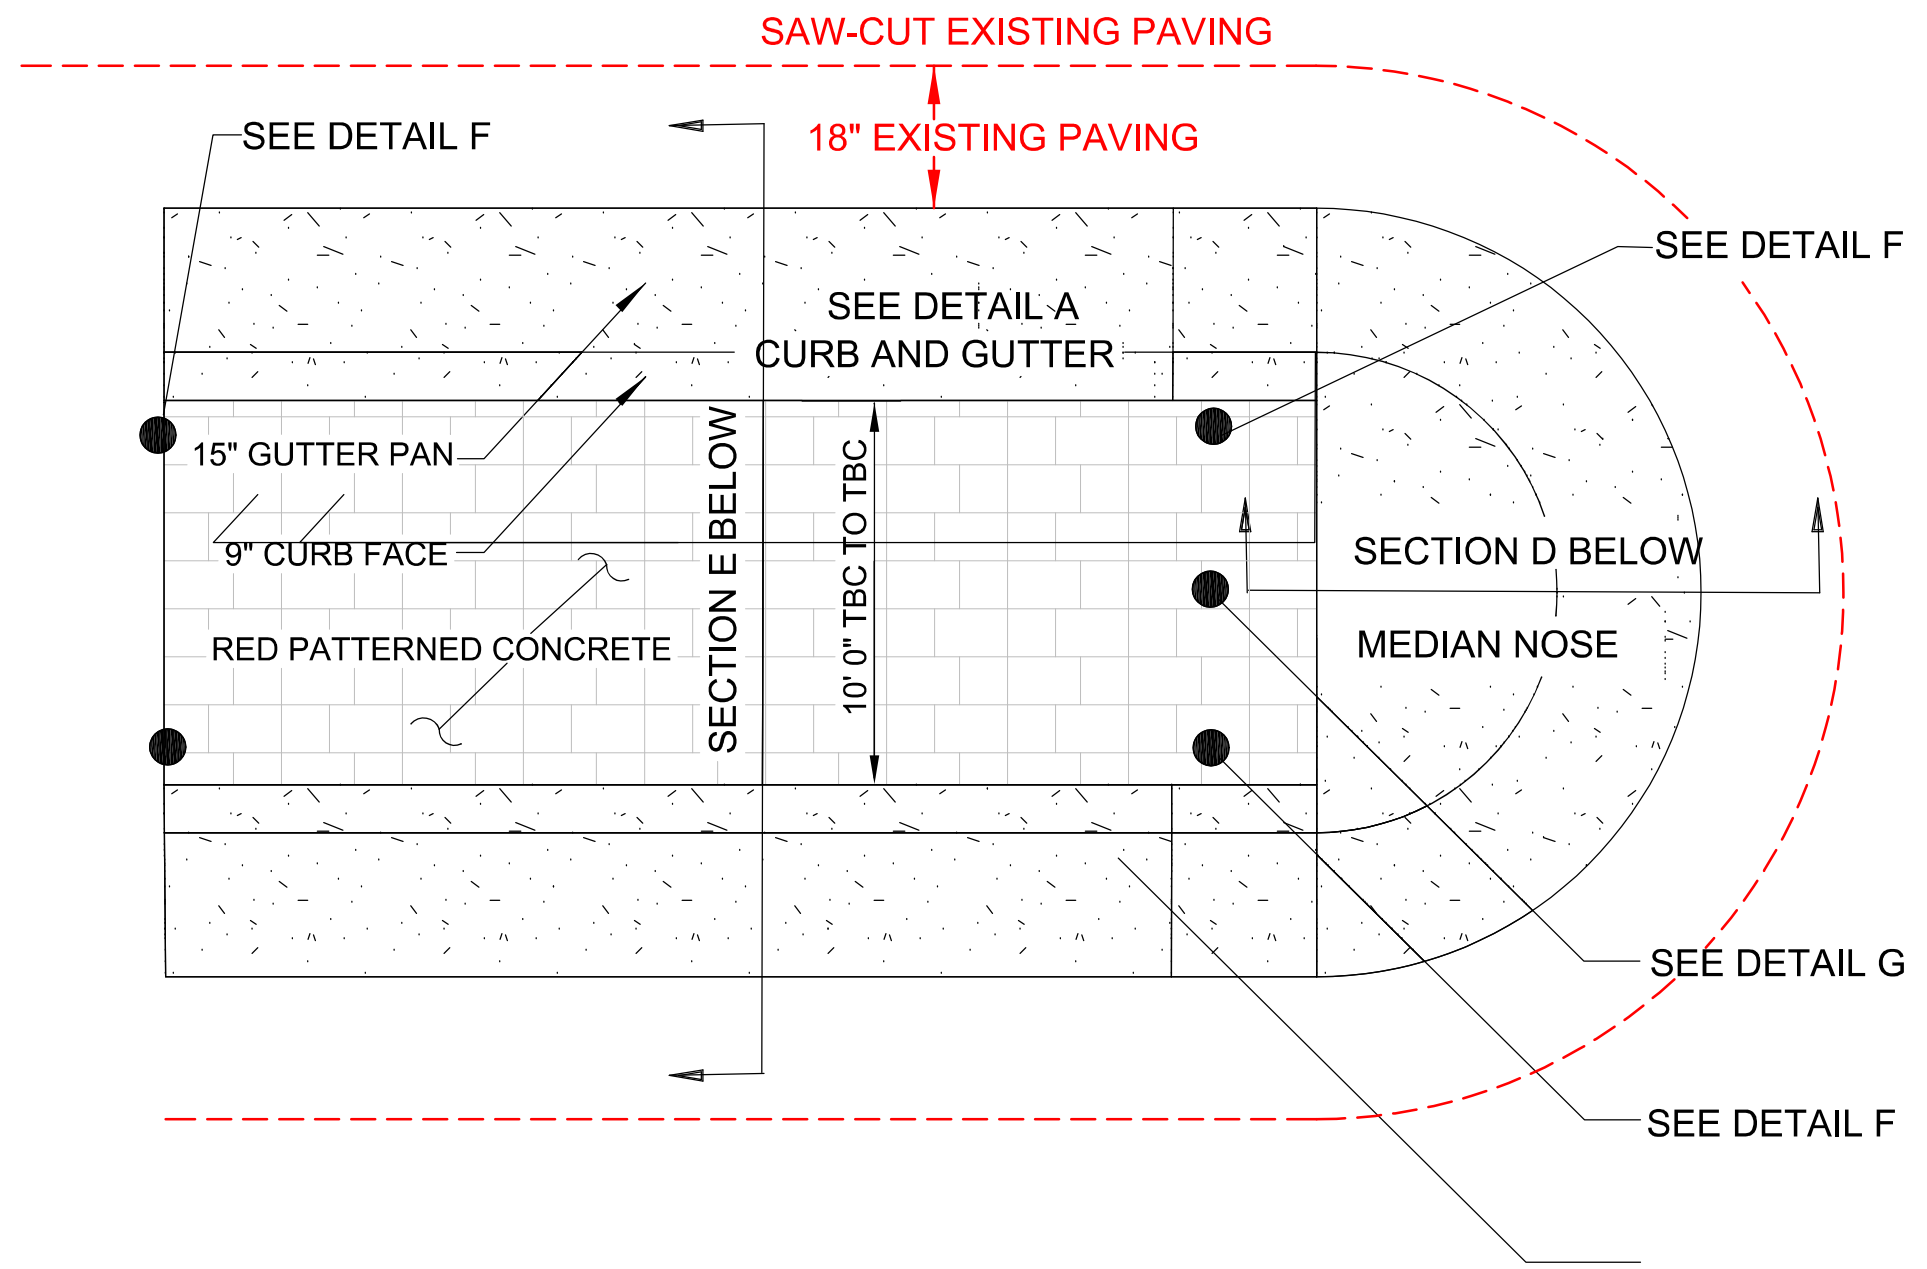 SAW-CUT EXISTING PAVING
SEE DETAIL F
18" EXISTING PAVING
SEE DETAIL F
SEE DETAIL A
CURB AND GUTTER
15" GUTTER PAN
9" CURB FACE
SECTION E BELOW
10' 0" TBC TO TBC
SECTION D BELOW
RED PATTERNED CONCRETE
MEDIAN NOSE
SEE DETAIL G
SEE DETAIL F